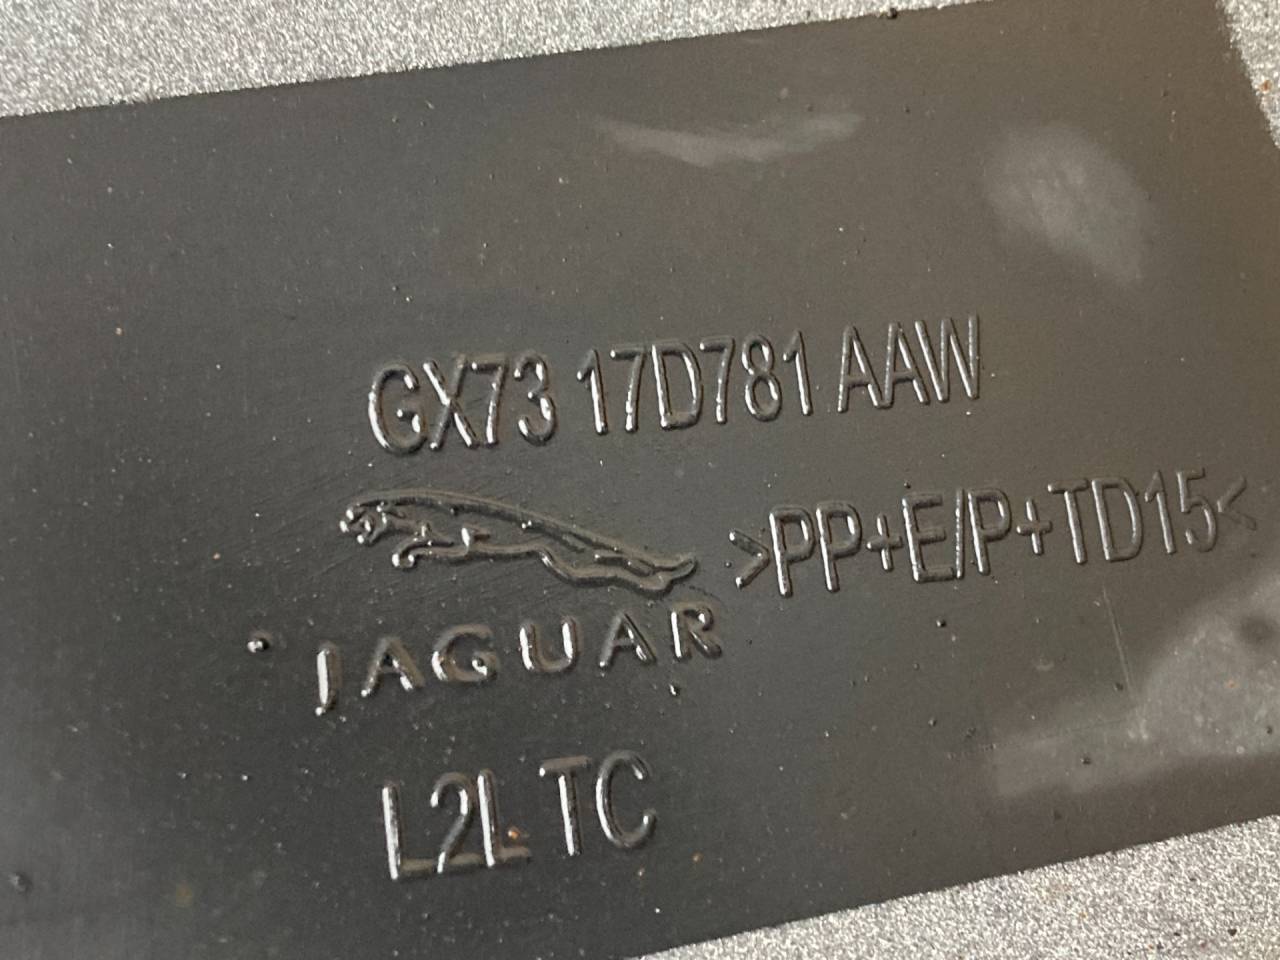 GX73 17D781 AAW
>PP+E/P+TD15<
JAGUAR
L2L TC